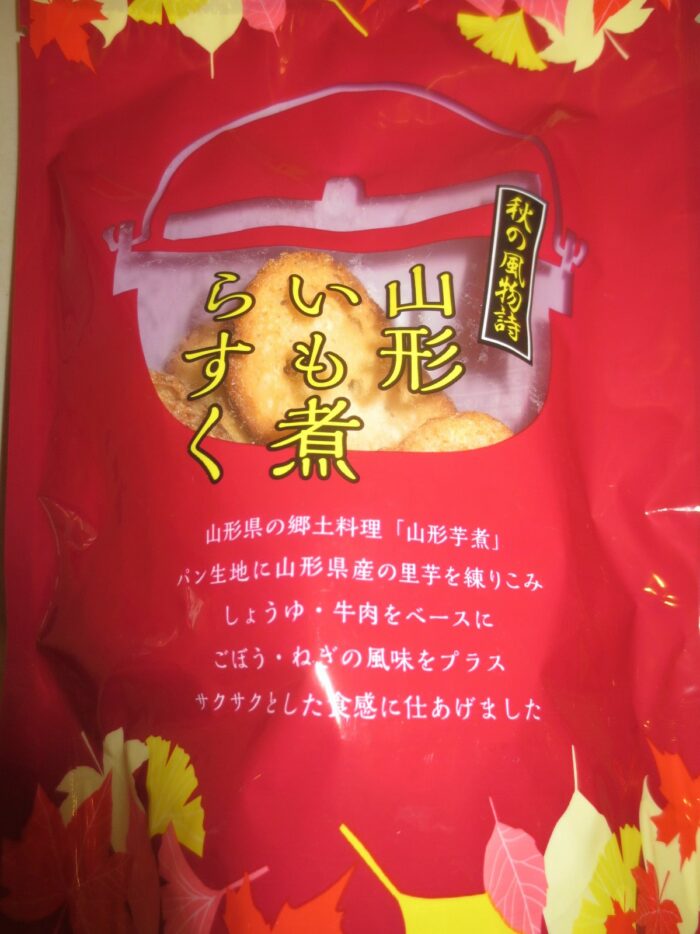 秋の風物詩
山形
いも煮
らすく
山形県の郷土料理「山形芋煮」
パン生地に山形県産の里芋を練りこみ
しょうゆ・牛肉をベースに
ごぼう・ねぎの風味をプラス
サクサクとした食感に仕あげました